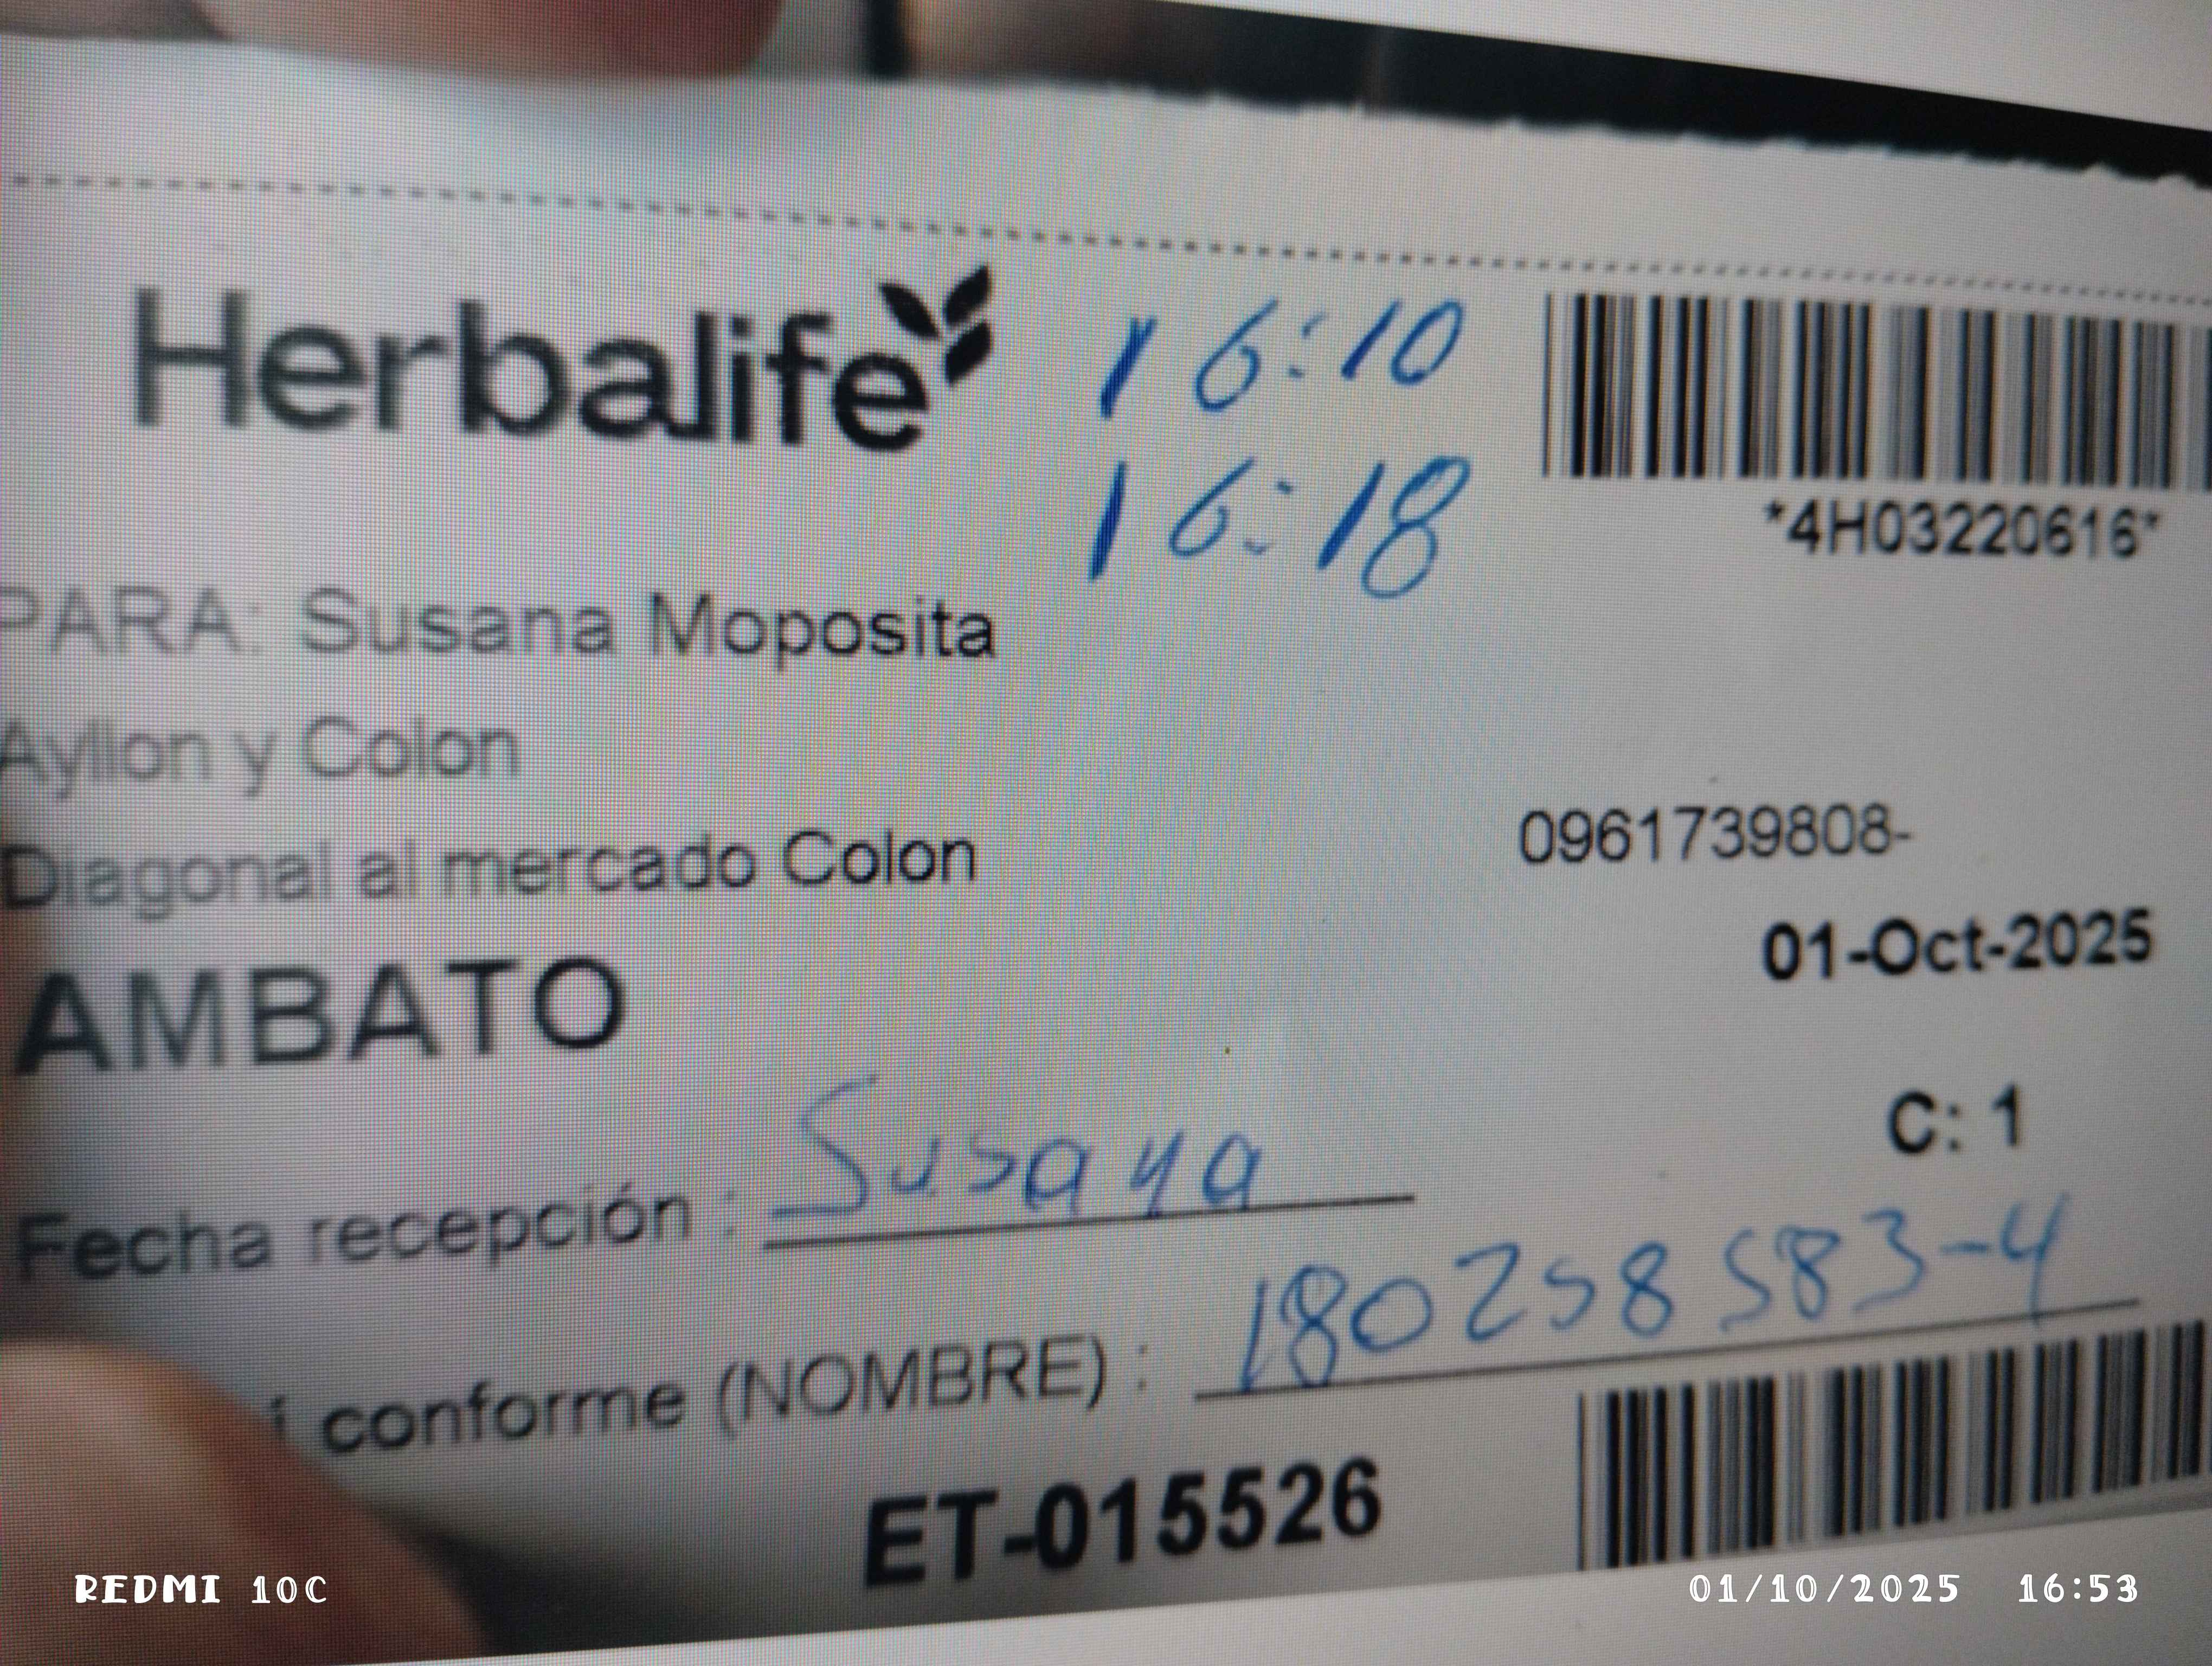 Herbalife
16:10
16:18
*4H03220616*
PARA: Susana Moposita
Ayllon y Colon
Diagonal al mercado Colon
0961739808-
01-Oct-2025
AMBATO
C: 1
Fecha recepción : Susana
í conforme (NOMBRE) : 180258583-4
ET-015526
REDMI 10C
01/10/2025 16:53